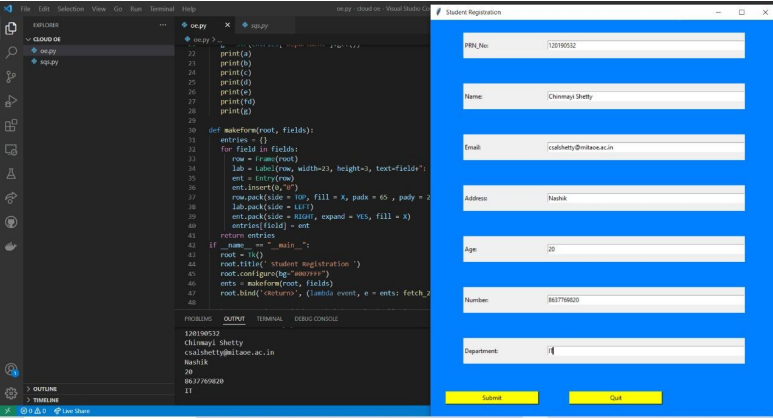 File Edit Selection View Go Run Terminal Help
oe.py - cloud oe - Visual Studio Co
EXPLORER
CLOUD OE
oe.py
sqs.py
OUTLINE
TIMELINE
oe.py
sqs.py
oe.py > ...
22 print(a)
23 print(b)
24 print(c)
25 print(d)
26 print(e)
27 print(fd)
28 print(g)
29
30 def makeform(root, fields):
31 entries = {}
32 for field in fields:
33 row = Frame(root)
34 lab = Label(row, width=23, height=3, text=field+":
35 ent = Entry(row)
36 ent.insert(0,"0")
37 row.pack(side = TOP, fill = X, padx = 65 , pady = 2
38 lab.pack(side = LEFT)
39 ent.pack(side = RIGHT, expand = YES, fill = X)
40 entries[field] = ent
41 return entries
42 if __name__ == "__main__":
43 root = Tk()
44 root.title(' Student Registration ')
45 root.configure(bg="#007FFF")
46 ents = makeform(root, fields)
47 root.bind('<Return>', (lambda event, e = ents: fetch_2
48
PROBLEMS OUTPUT TERMINAL DEBUG CONSOLE
120190532
Chinmayi Shetty
csalshetty@mitaoe.ac.in
Nashik
20
8637769820
IT
0 0 Live Share
Student Registration
PRN_No: 120190532
Name: Chinmayi Shetty
Email: csalshetty@mitaoe.ac.in
Address: Nashik
Age: 20
Number: 8637769820
Department: IT
Submit Quit